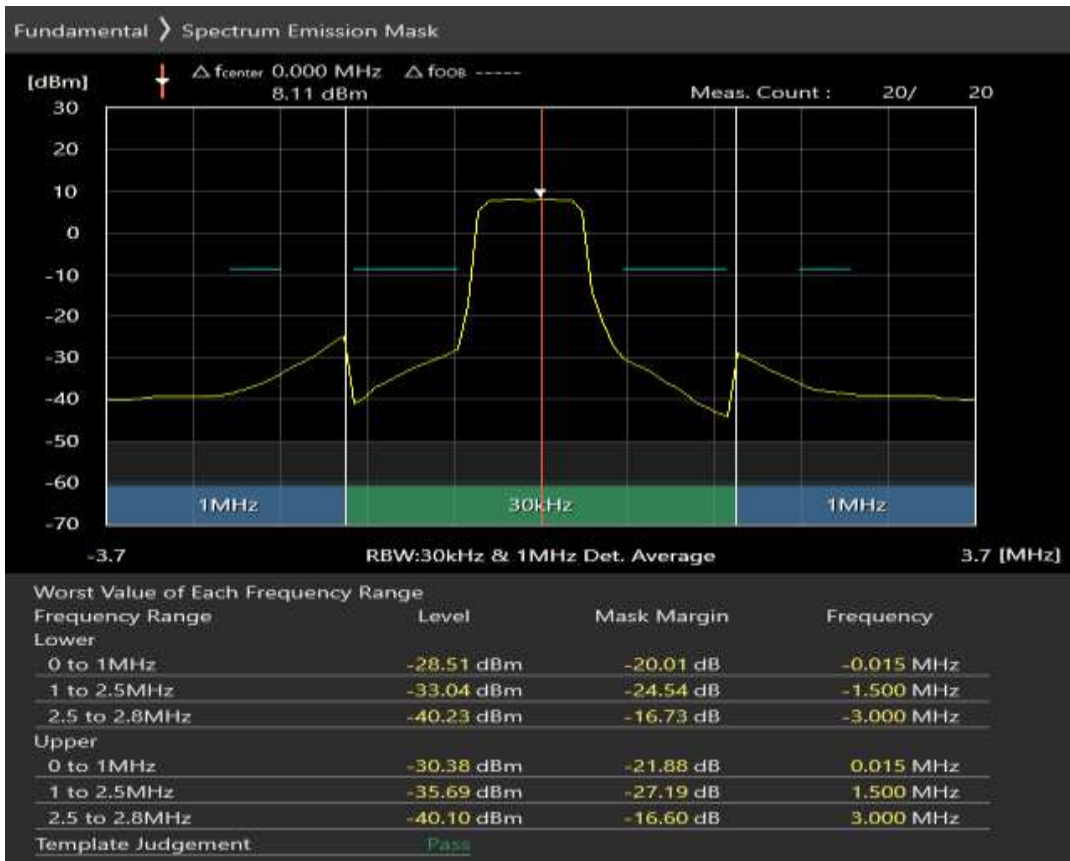 Fundamental 〉 Spectrum Emission Mask
△ fcenter 0.000 MHz △ fOOB -----
[dBm]
8.11 dBm Meas. Count : 20/ 20
30
20
10
0
-10
-20
-30
-40
-50
-60
1MHz 30kHz 1MHz
-70
-3.7 RBW:30kHz & 1MHz Det. Average 3.7 [MHz]
Worst Value of Each Frequency Range
Frequency Range Level Mask Margin Frequency
Lower
0 to 1MHz -28.51 dBm -20.01 dB -0.015 MHz
1 to 2.5MHz -33.04 dBm -24.54 dB -1.500 MHz
2.5 to 2.8MHz -40.23 dBm -16.73 dB -3.000 MHz
Upper
0 to 1MHz -30.38 dBm -21.88 dB 0.015 MHz
1 to 2.5MHz -35.69 dBm -27.19 dB 1.500 MHz
2.5 to 2.8MHz -40.10 dBm -16.60 dB 3.000 MHz
Template Judgement Pass